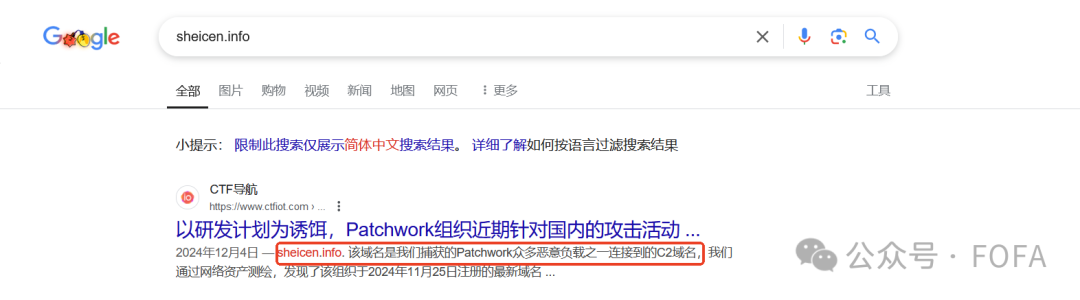 Google
sheicen.info
全部 图片 购物 视频 新闻 地图 网页 更多 工具
小提示： 限制此搜索仅展示简体中文搜索结果。 详细了解如何按语言过滤搜索结果
CTF导航
https://www.ctfiot.com › ...
以研发计划为诱饵，Patchwork组织近期针对国内的攻击活动 ...
2024年12月4日 — sheicen.info. 该域名是我们捕获的Patchwork众多恶意负载之一连接到的C2域名，我们
通过网络资产测绘，发现了该组织于2024年11月25日注册的最新域名 ...
公众号 · FOFA